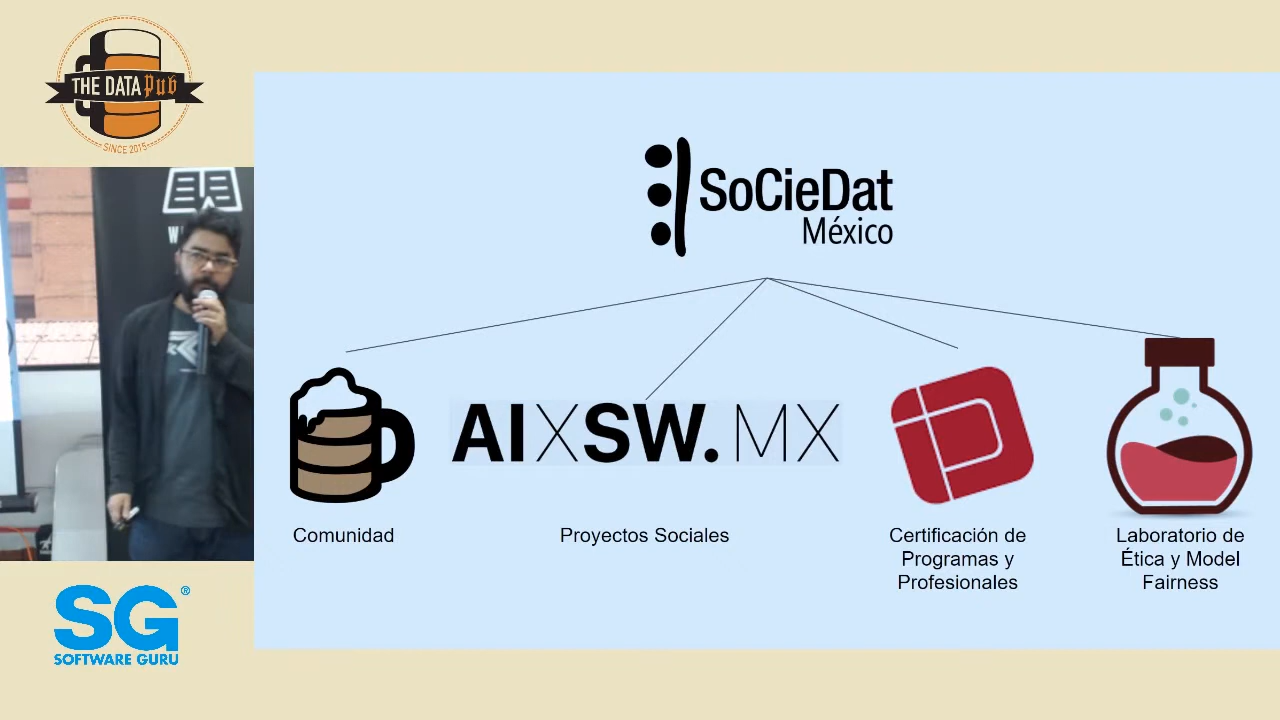 THE DATA Pub
SINCE 2015
SoCieDat
México
AIXSW.MX
Comunidad
Proyectos Sociales
Certificación de
Programas y
Profesionales
Laboratorio de
Ética y Model
Fairness
SG®
SOFTWARE GURU